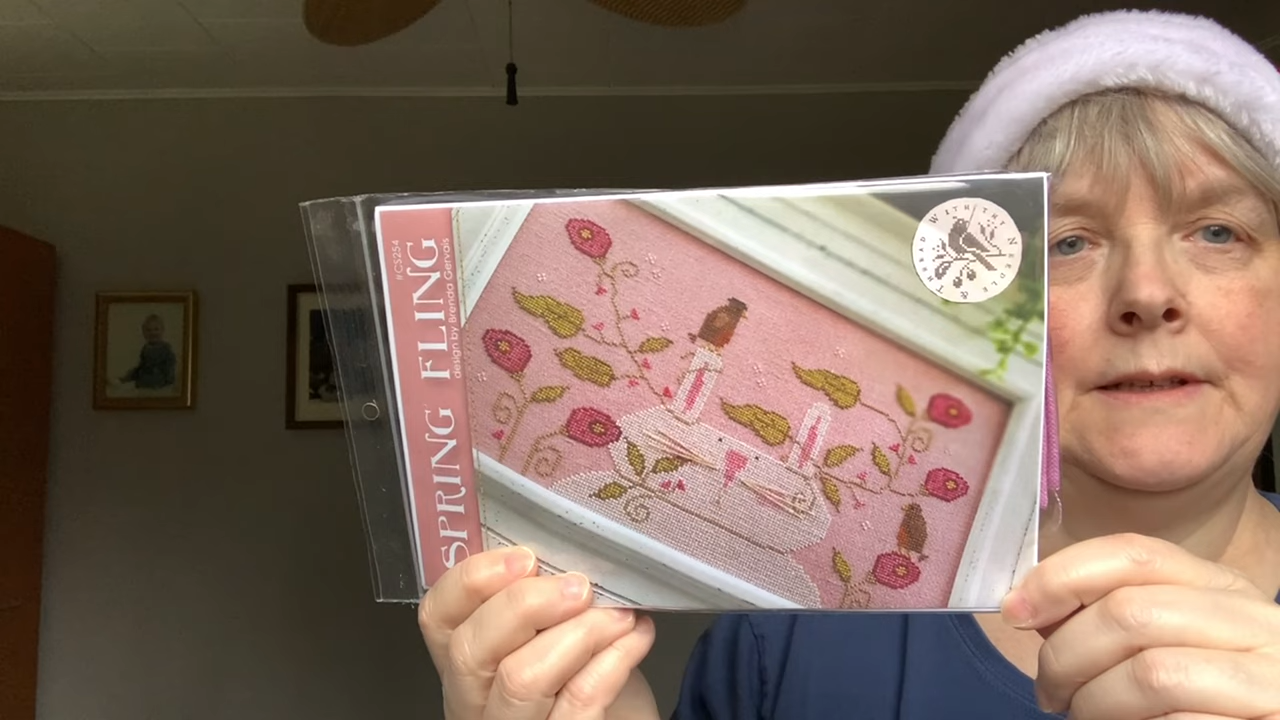 #CS254
SPRING FLING
design by Brenda Gervais
WITH THY NEEDLE & THREAD